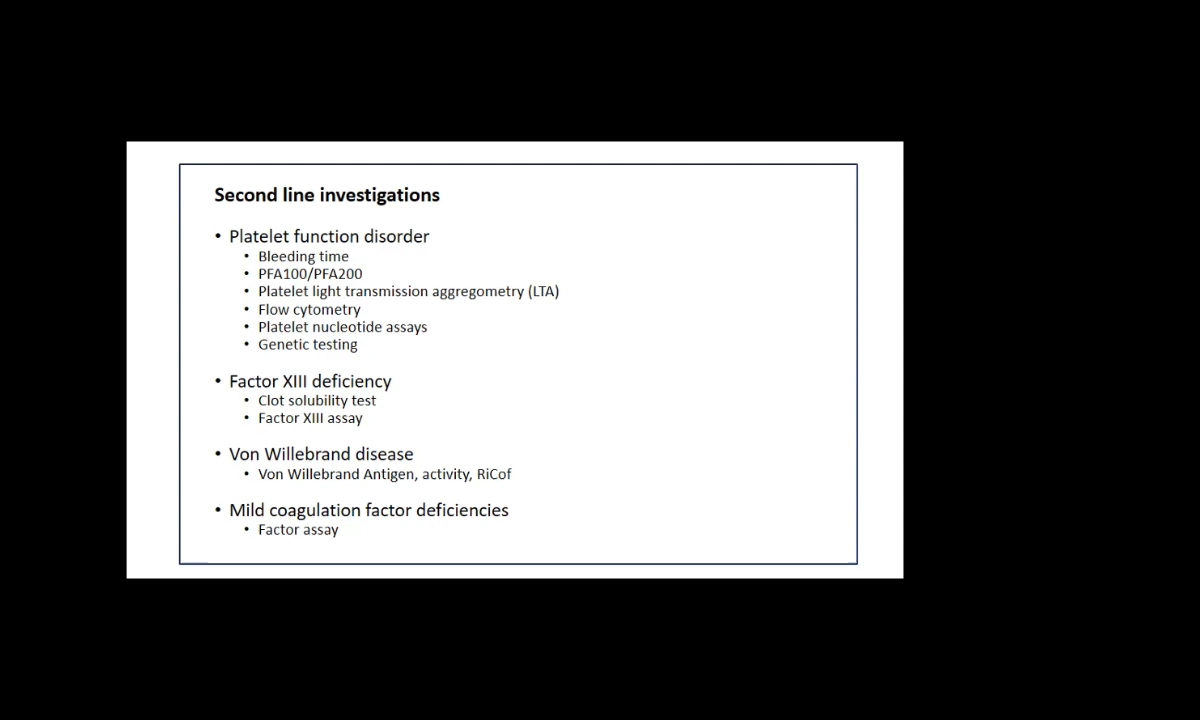 Second line investigations
• Platelet function disorder
• Bleeding time
• PFA100/PFA200
• Platelet light transmission aggregometry (LTA)
• Flow cytometry
• Platelet nucleotide assays
• Genetic testing
• Factor XIII deficiency
• Clot solubility test
• Factor XIII assay
• Von Willebrand disease
• Von Willebrand Antigen, activity, RiCof
• Mild coagulation factor deficiencies
• Factor assay